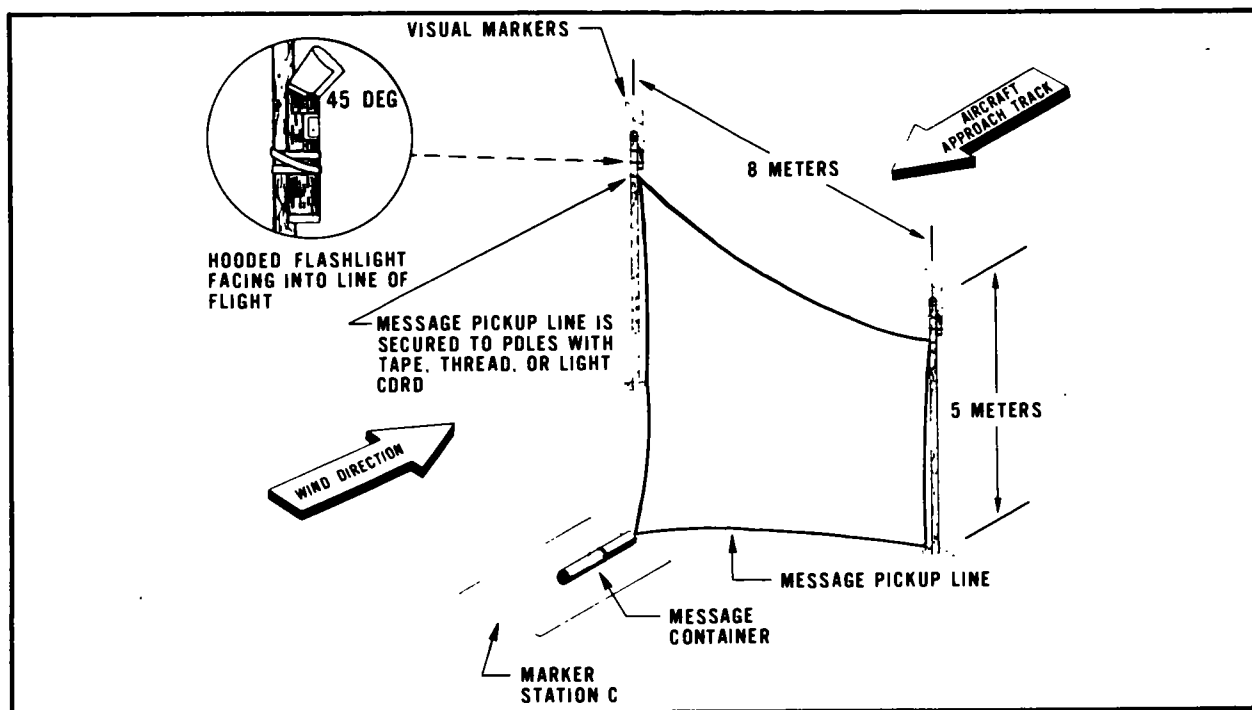 VISUAL MARKERS
45 DEG
AIRCRAFT
APPROACH TRACK
8 METERS
HOODED FLASHLIGHT
FACING INTO LINE OF
FLIGHT
MESSAGE PICKUP LINE IS
SECURED TO POLES WITH
TAPE, THREAD, OR LIGHT
CORD
5 METERS
WIND DIRECTION
MESSAGE PICKUP LINE
MESSAGE
CONTAINER
MARKER
STATION C